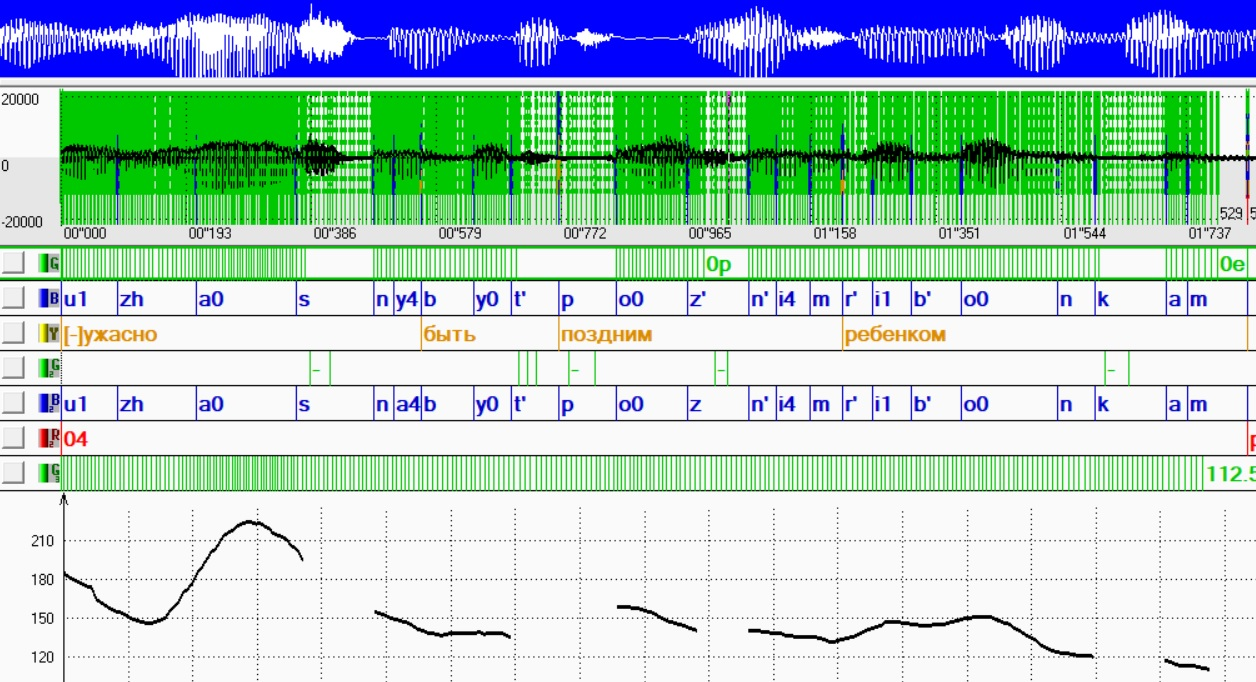 20000
0
-20000
529 5
00"000 00"193 00"386 00"579 00"772 00"965 01"158 01"351 01"544 01"737
G 0p 0e
B u1 zh a0 s n y4 b y0 t' p o0 z' n' i4 m r' i1 b' o0 n k a m
Y [-]ужасно быть поздним ребенком
G - - - -
B u1 zh a0 s n a4 b y0 t' p o0 z n' i4 m r' i1 b' o0 n k a m
R 04 p
G 112.5
210
180
150
120